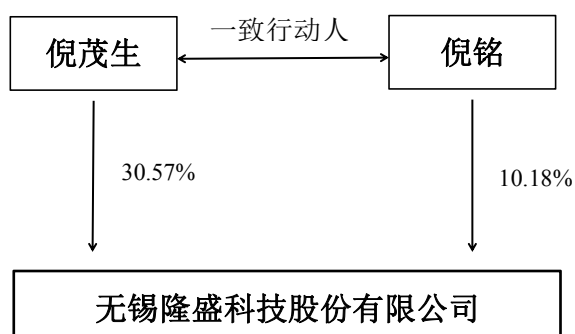 一致行动人
倪茂生
倪铭
30.57%
10.18%
无锡隆盛科技股份有限公司